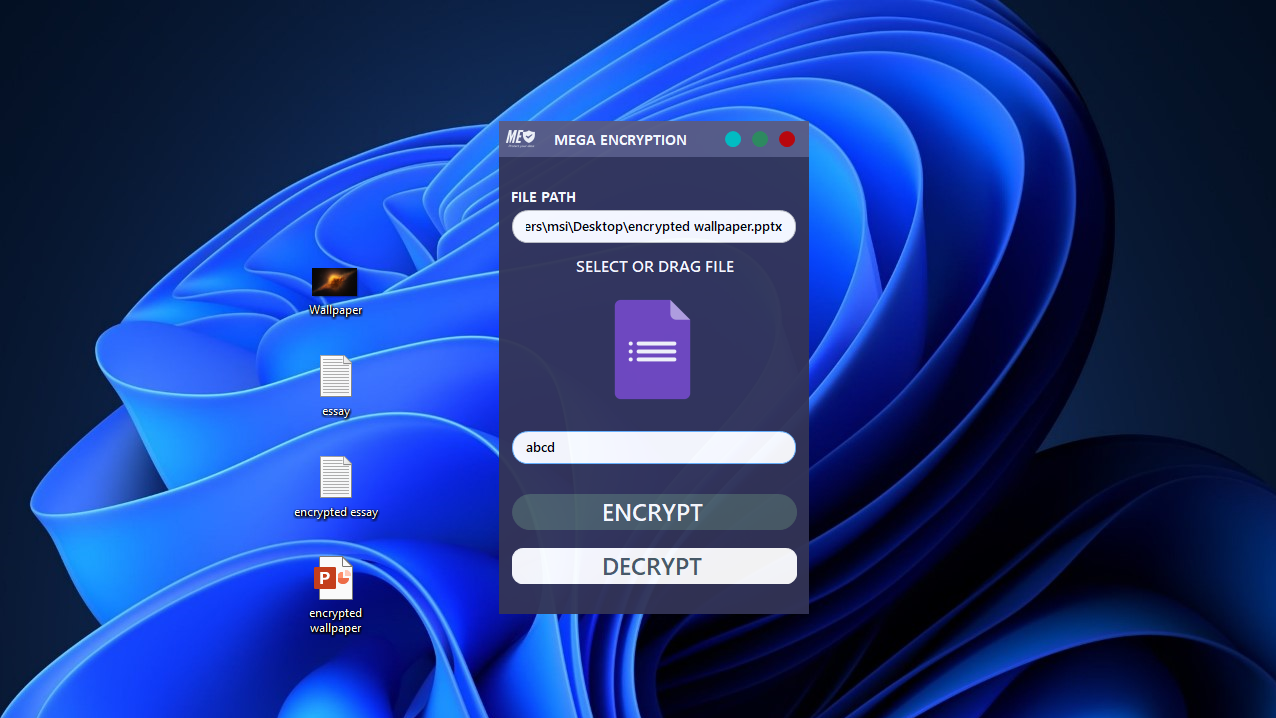 ME
MEGA ENCRYPTION
FILE PATH
ers\msi\Desktop\encrypted wallpaper.pptx
SELECT OR DRAG FILE
Wallpaper
essay
abcd
encrypted essay
ENCRYPT
DECRYPT
P
encrypted
wallpaper